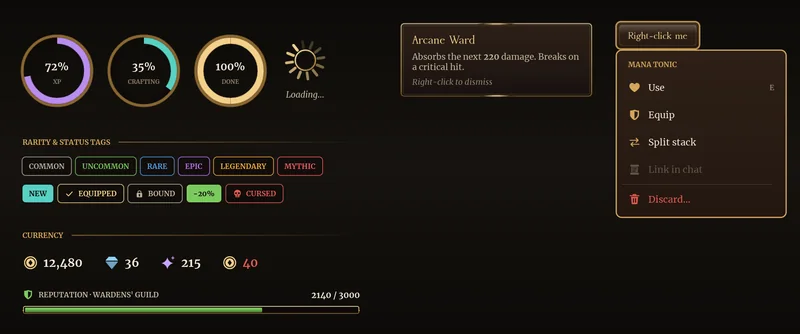 72%
XP
35%
CRAFTING
100%
DONE
Loading...
RARITY & STATUS TAGS
COMMON
UNCOMMON
RARE
EPIC
LEGENDARY
MYTHIC
NEW
EQUIPPED
BOUND
-20%
CURSED
CURRENCY
12,480
36
215
40
REPUTATION · WARDENS' GUILD
2140 / 3000
Arcane Ward
Absorbs the next 220 damage. Breaks on
a critical hit.
Right-click to dismiss
Right-click me
MANA TONIC
Use
E
Equip
Split stack
Link in chat
Discard...